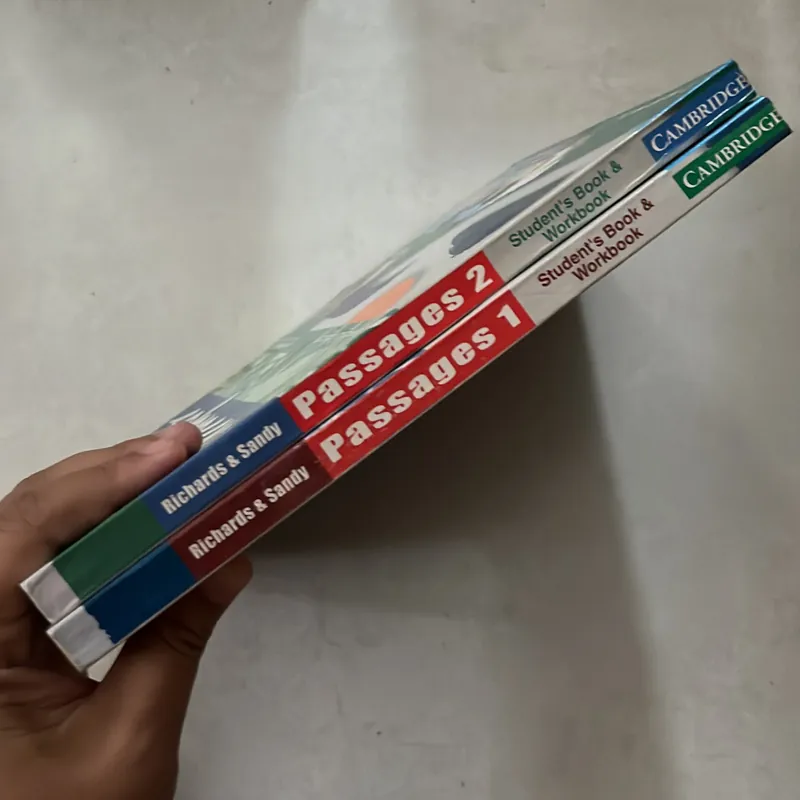 Richards & Sandy
Passages 2
Student's Book &
Workbook
CAMBRIDGE
Richards & Sandy
Passages 1
Student's Book &
Workbook
CAMBRIDGE